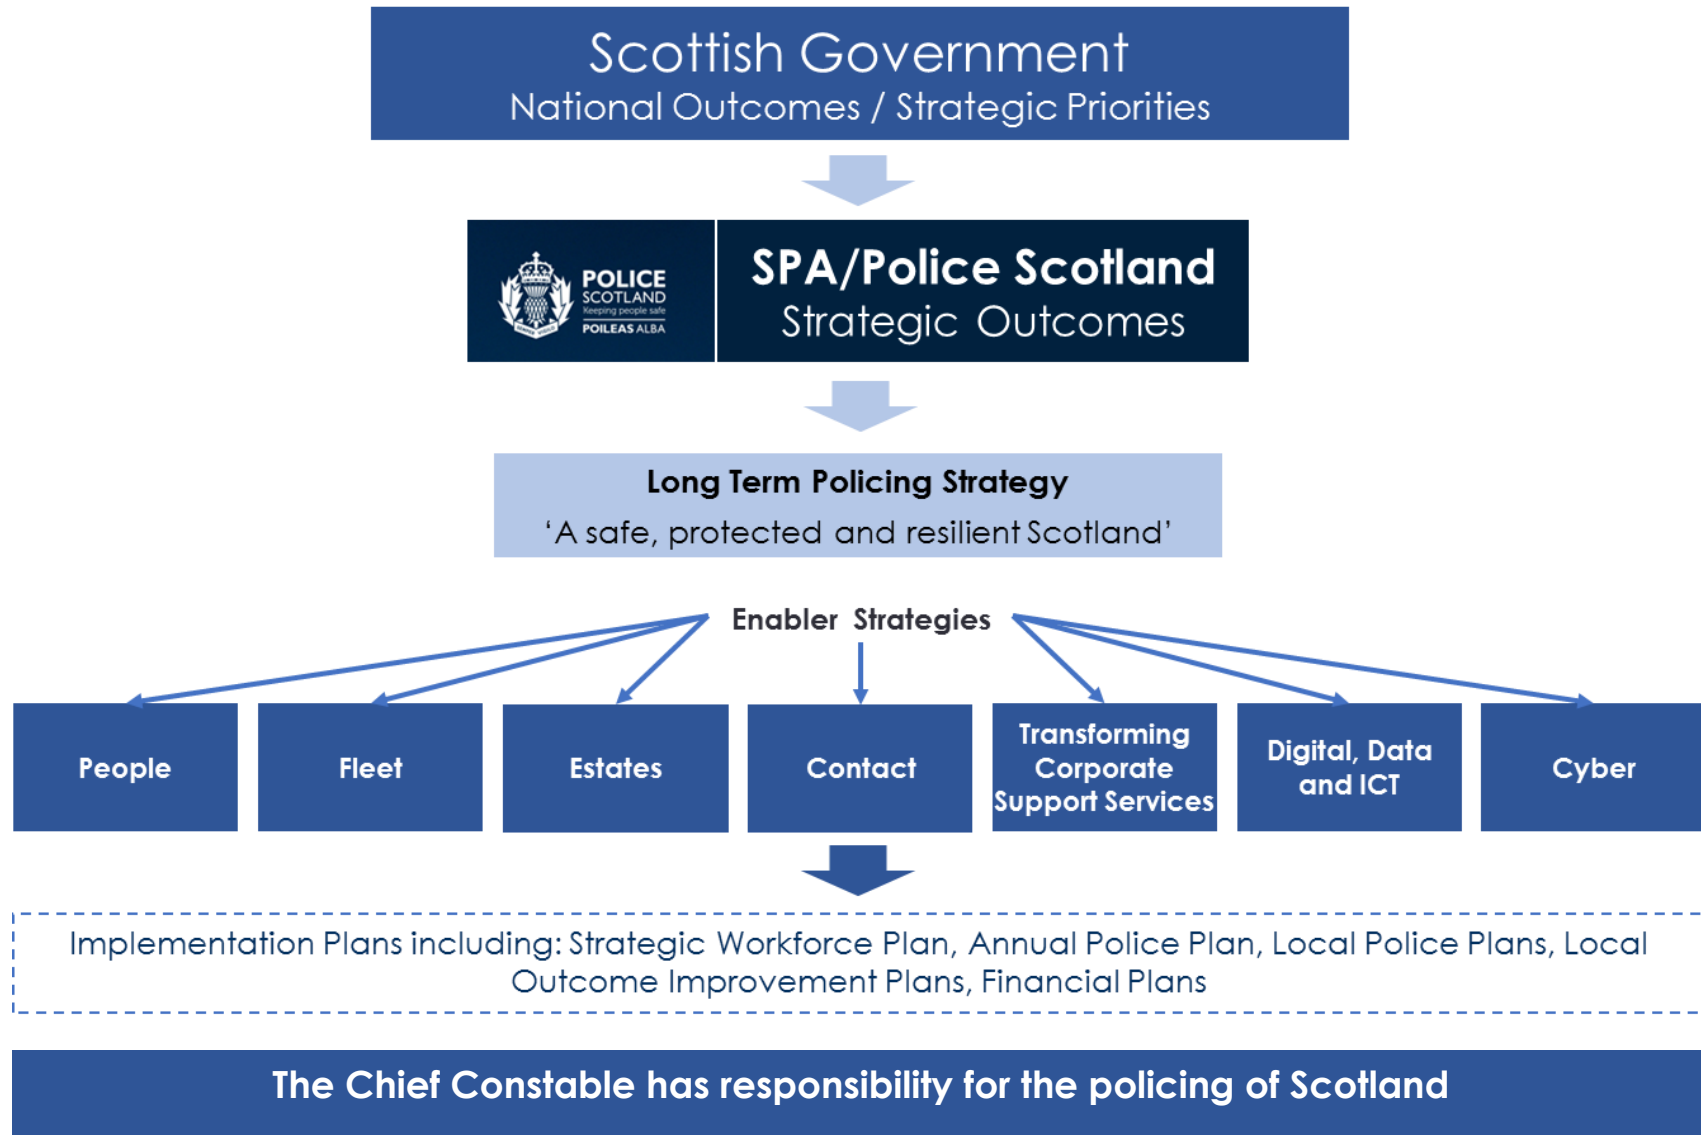 Scottish Government
National Outcomes / Strategic Priorities
POLICE
SCOTLAND
Keeping people safe
POILEAS ALBA
SPA/Police Scotland
Strategic Outcomes
Long Term Policing Strategy
‘A safe, protected and resilient Scotland’
Enabler Strategies
People
Fleet
Estates
Contact
Transforming
Corporate
Support Services
Digital, Data
and ICT
Cyber
Implementation Plans including: Strategic Workforce Plan, Annual Police Plan, Local Police Plans, Local
Outcome Improvement Plans, Financial Plans
The Chief Constable has responsibility for the policing of Scotland